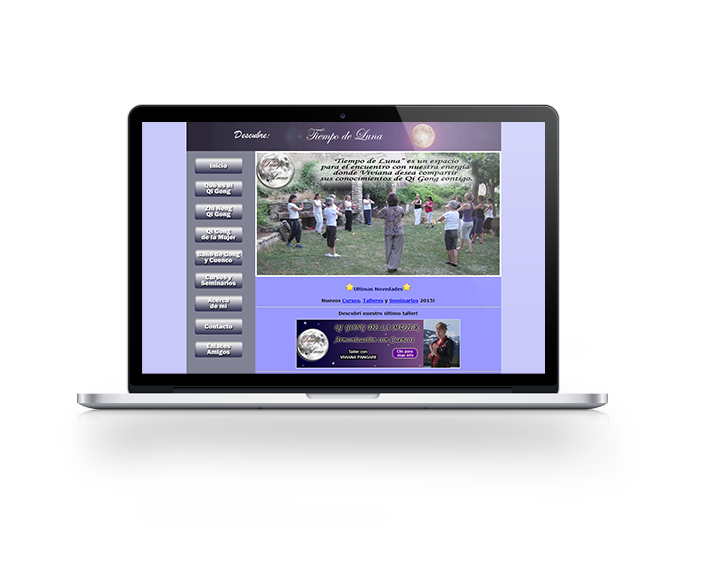 Descubre:
Tiempo de Luna
Inicio
Qué es el
Qi Gong
Zhi Neng
Qi Gong
Qi Gong
de la Mujer
Baño de Gong
y Cuenco
Cursos y
Seminarios
Acerca
de mi
Contacto
Enlaces
Amigos
"Tiempo de Luna" es un espacio
para el encuentro con nuestra energía
donde Viviana desea compartir
sus conocimientos de Qi Gong contigo.
Ultimas Novedades
Nuevos Cursos, Talleres y Seminarios 2015!
Descubrí nuestro último taller!
QI GONG DE LA MUJER
Armonización con Cuencos
Taller con
VIVIANA PANGARI
Clic para
mas info